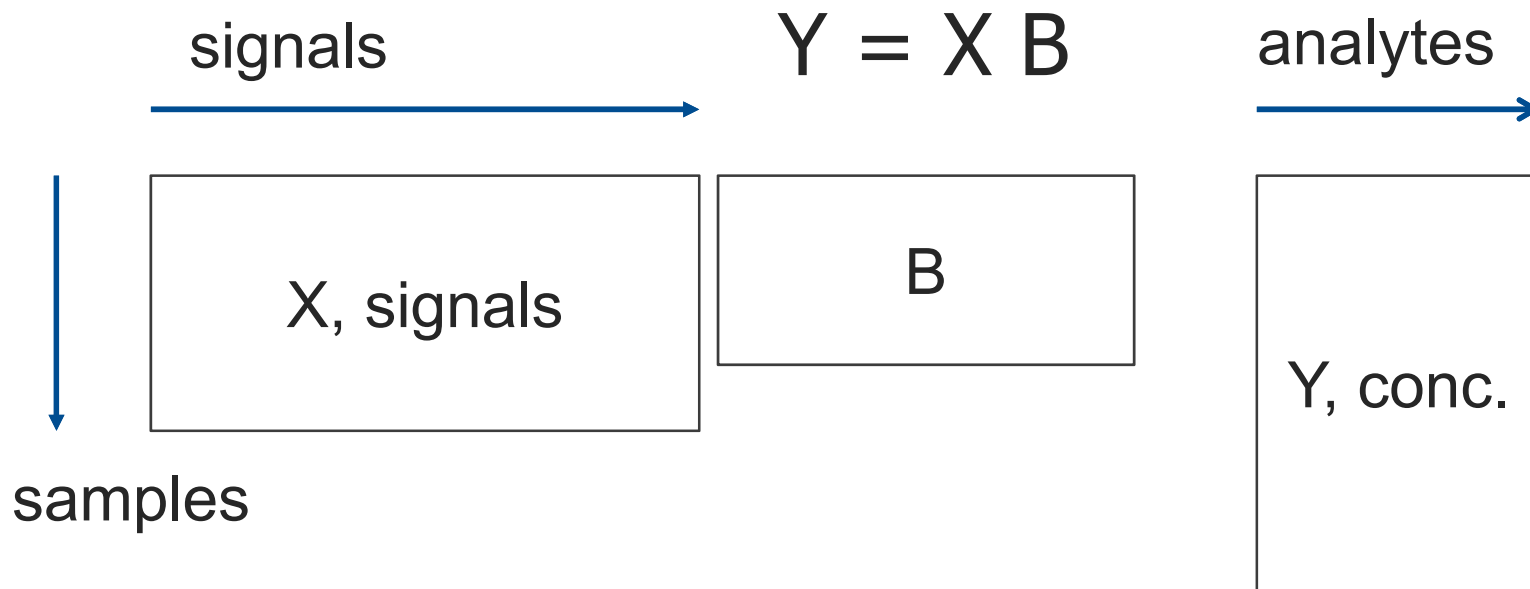 signals
Y = X B
analytes
X, signals
B
Y, conc.
samples